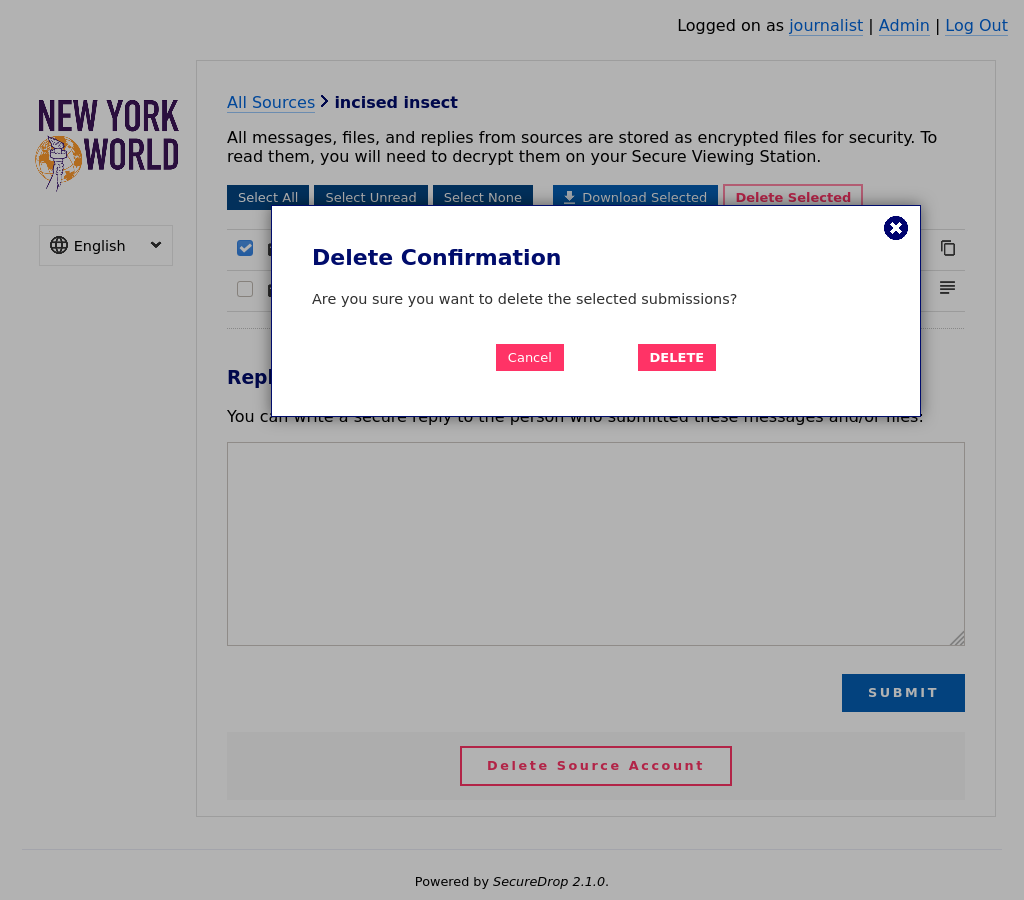 Logged on as journalist | Admin | Log Out
NEW YORK
WORLD
English
All Sources incised insect
All messages, files, and replies from sources are stored as encrypted files for security. To
read them, you will need to decrypt them on your Secure Viewing Station.
Select All Select Unread Select None Download Selected Delete Selected
Delete Confirmation
Are you sure you want to delete the selected submissions?
Cancel DELETE
You can write a secure reply to the person who submitted these messages and/or files.
SUBMIT
Delete Source Account
Powered by SecureDrop 2.1.0.